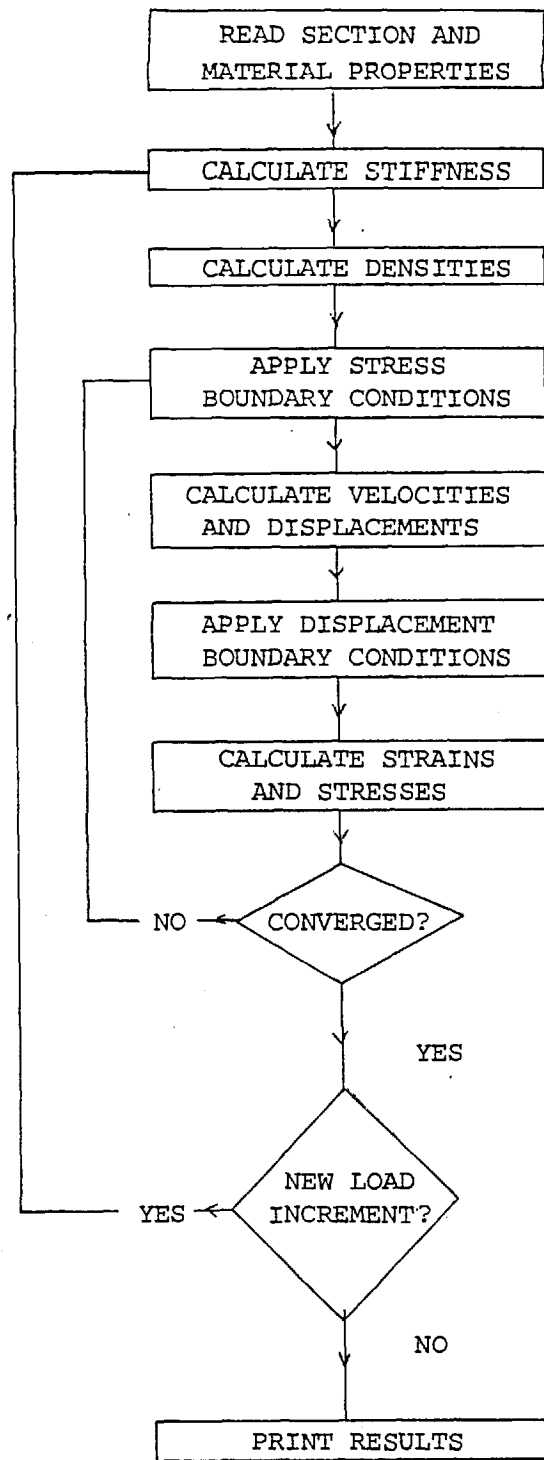 READ SECTION AND
MATERIAL PROPERTIES
CALCULATE STIFFNESS
CALCULATE DENSITIES
APPLY STRESS
BOUNDARY CONDITIONS
CALCULATE VELOCITIES
AND DISPLACEMENTS
APPLY DISPLACEMENT
BOUNDARY CONDITIONS
CALCULATE STRAINS
AND STRESSES
NO
CONVERGED?
YES
NEW LOAD
INCREMENT?
YES
NO
PRINT RESULTS